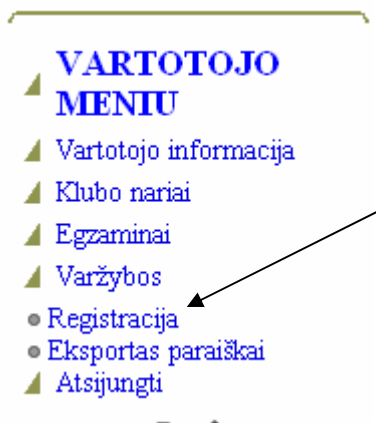 VARTOTOJO
MENIU
Vartotojo informacija
Klubo nariai
Egzaminai
Varžybos
Registracija
Eksportas paraiškai
Atsijungti